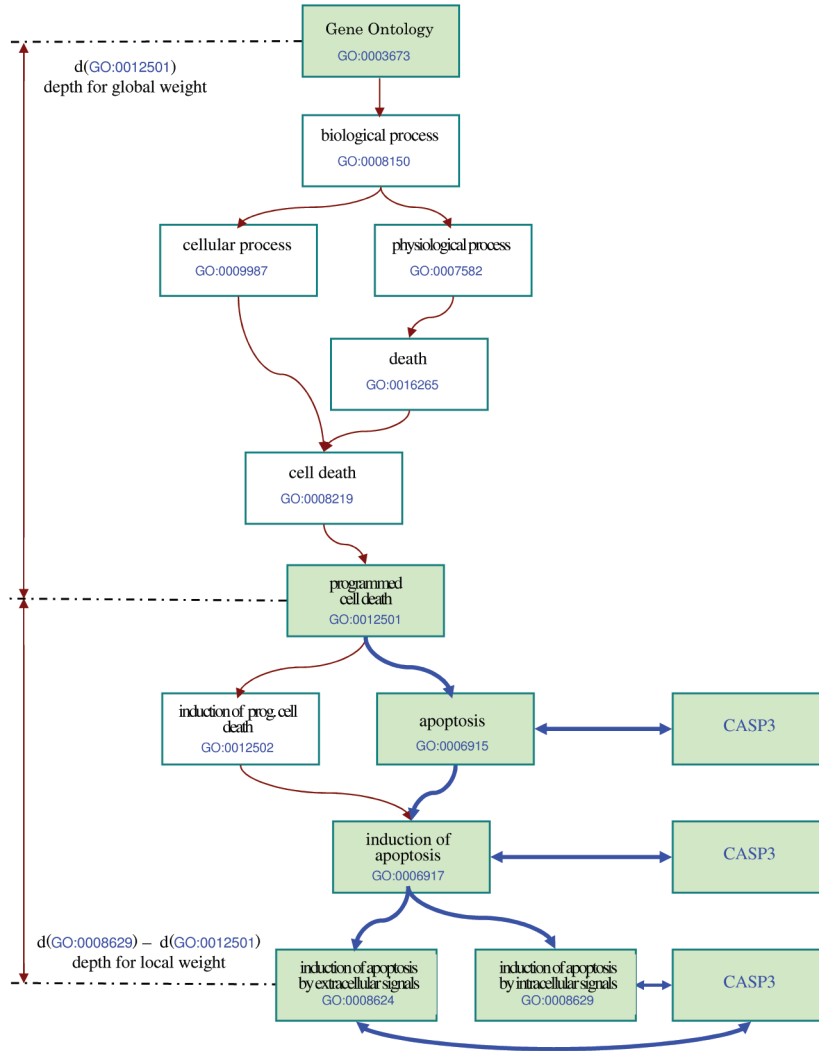 Gene Ontology
GO:0003673
d(GO:0012501)
depth for global weight
biological process
GO:0008150
cellular process
GO:0009987
physiological process
GO:0007582
death
GO:0016265
cell death
GO:0008219
programmed
cell death
GO:0012501
induction of prog. cell
death
GO:0012502
apoptosis
GO:0006915
CASP3
induction of
apoptosis
GO:0006917
CASP3
d(GO:0008629) – d(GO:0012501)
depth for local weight
induction of apoptosis
by extracellular signals
GO:0008624
induction of apoptosis
by intracellular signals
GO:0008629
CASP3